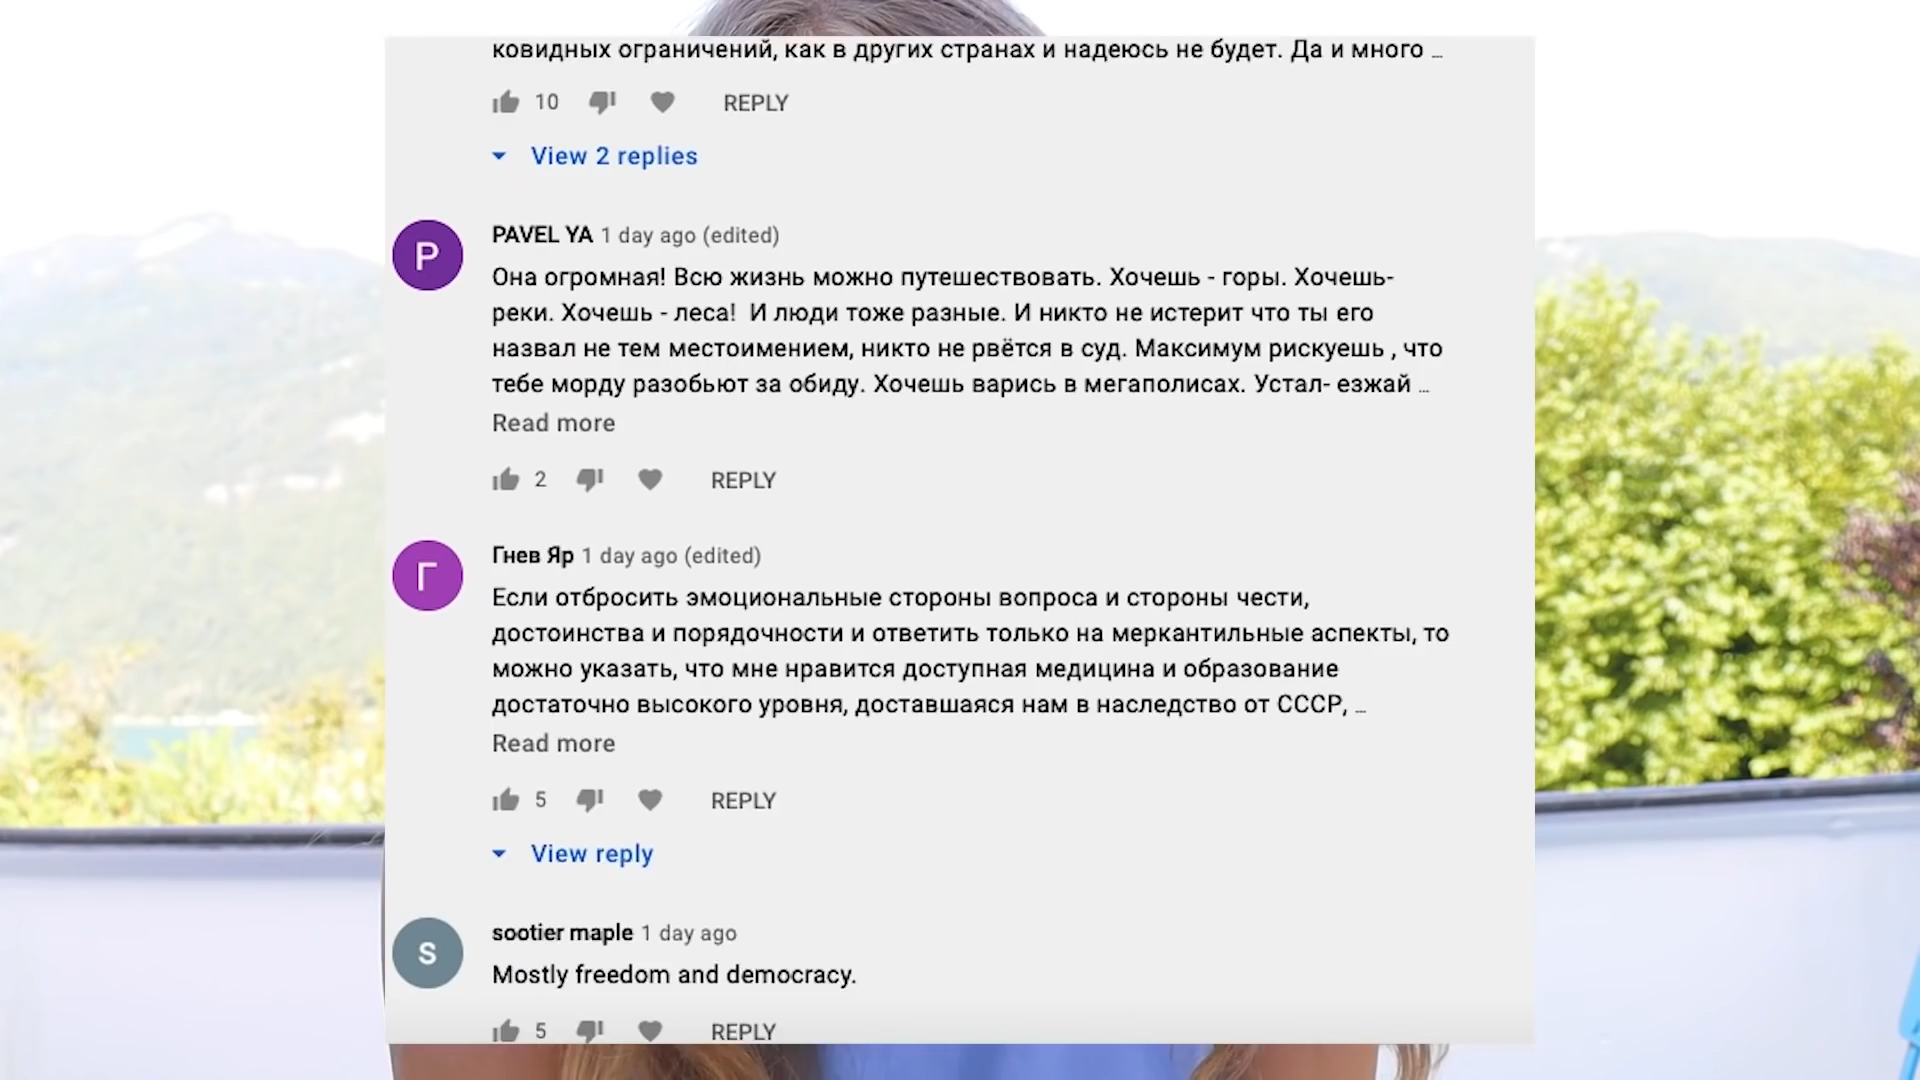 ковидных ограничений, как в других странах и надеюсь не будет. Да и много ...
10 REPLY
View 2 replies
P
PAVEL YA 1 day ago (edited)
Она огромная! Всю жизнь можно путешествовать. Хочешь - горы. Хочешь-
реки. Хочешь - леса! И люди тоже разные. И никто не истерит что ты его
назвал не тем местоимением, никто не рвётся в суд. Максимум рискуешь , что
тебе морду разобьют за обиду. Хочешь варись в мегаполисах. Устал- езжай ...
Read more
2 REPLY
Г
Гнев Яр 1 day ago (edited)
Если отбросить эмоциональные стороны вопроса и стороны чести,
достоинства и порядочности и ответить только на меркантильные аспекты, то
можно указать, что мне нравится доступная медицина и образование
достаточно высокого уровня, доставшаяся нам в наследство от СССР, ...
Read more
5 REPLY
View reply
S
sootier maple 1 day ago
Mostly freedom and democracy.
5 REPLY